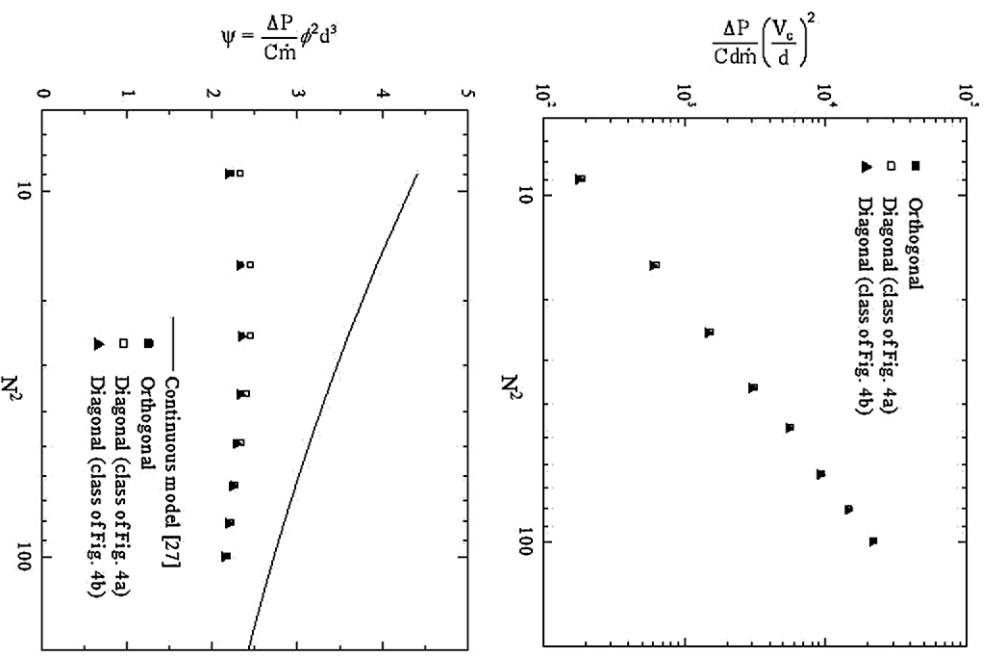 ψ = ΔP/Cṁ ϕ²d³
0 1 2 3 4 5
10
100
N²
Continuous model [27]
Orthogonal
Diagonal (class of Fig. 4a)
Diagonal (class of Fig. 4b)
ΔP/Cdṁ (Vc/d)²
10² 10³ 10⁴ 10⁵
Orthogonal
Diagonal (class of Fig. 4a)
Diagonal (class of Fig. 4b)
10
100
N²